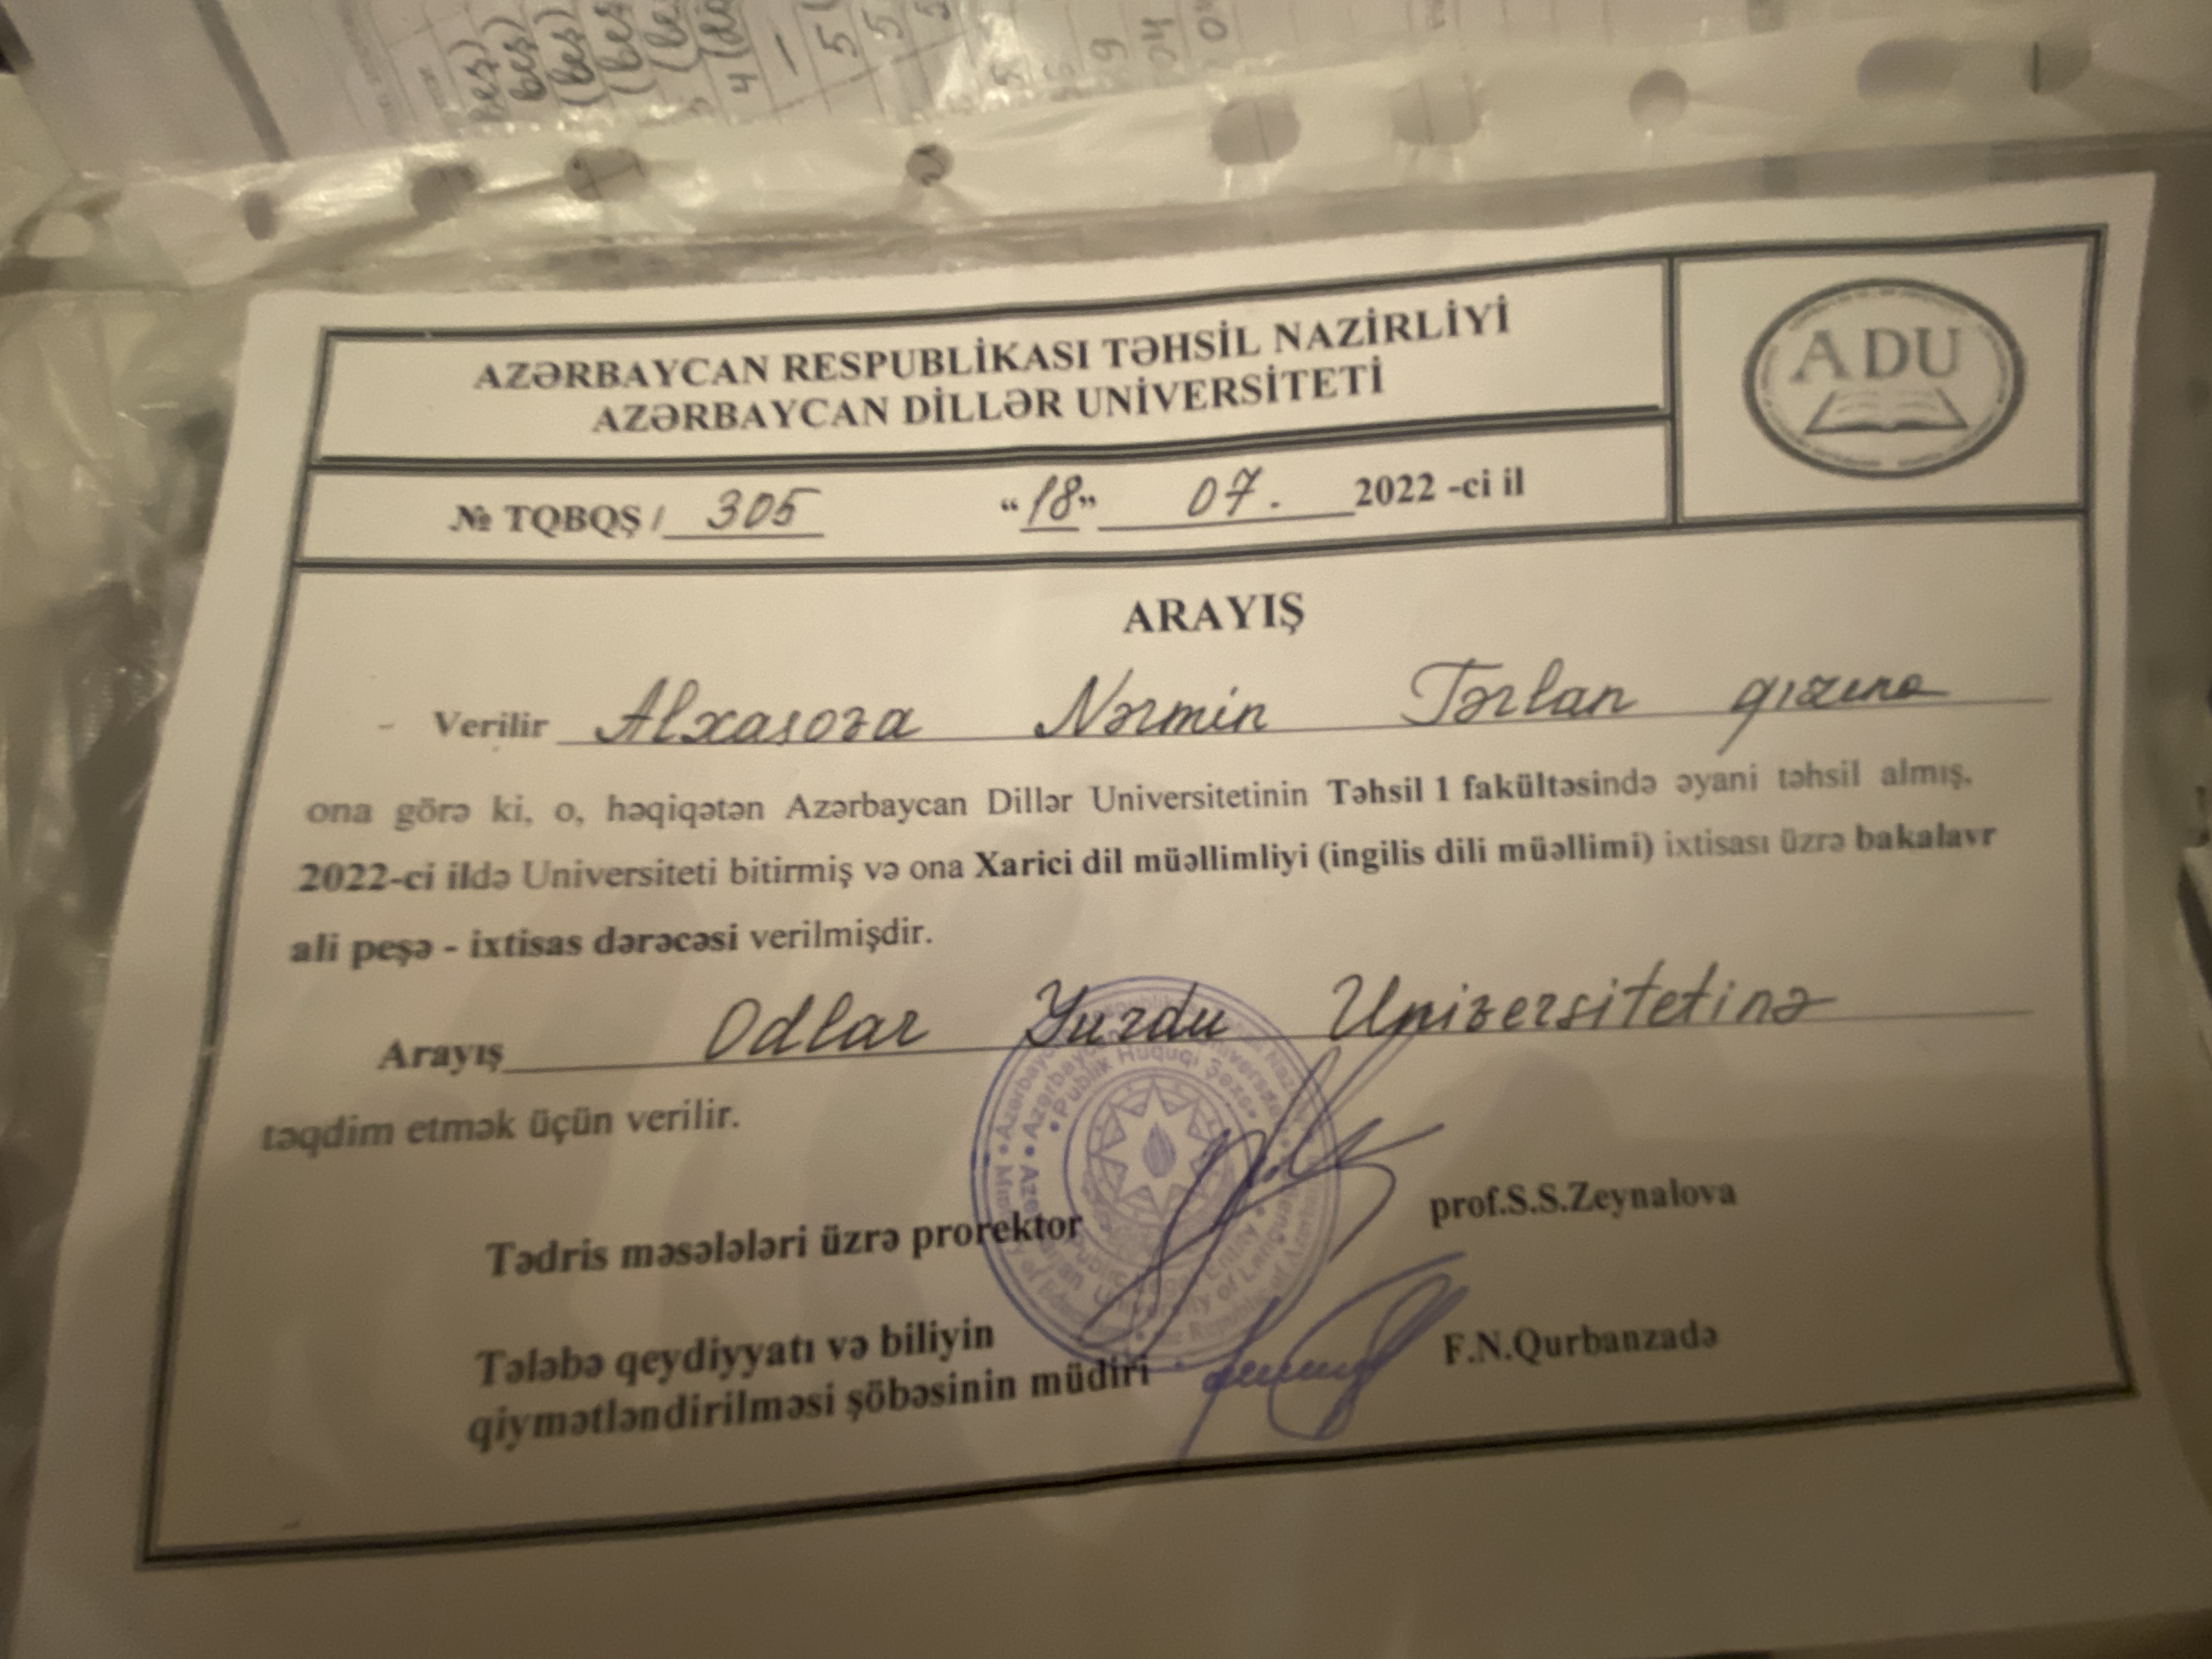 AZƏRBAYCAN RESPUBLİKASI TƏHSİL NAZİRLİYİ
AZƏRBAYCAN DİLLƏR UNİVERSİTETİ
ADU
№ TQBQŞ / 305 “18” 07. 2022 -ci il
ARAYIŞ
Verilir Alxasova Nərmin Tərlan qızına
ona görə ki, o, həqiqətən Azərbaycan Dillər Universitetinin Təhsil 1 fakültəsində əyani təhsil almış,
2022-ci ildə Universiteti bitirmiş və ona Xarici dil müəllimliyi (ingilis dili müəllimi) ixtisası üzrə bakalavr
ali peşə - ixtisas dərəcəsi verilmişdir.
Arayış Odlar Yurdu Universitetinə
təqdim etmək üçün verilir.
Tədris məsələləri üzrə prorektor prof.S.S.Zeynalova
Tələbə qeydiyyatı və biliyin
qiymətləndirilməsi şöbəsinin müdiri F.N.Qurbanzadə